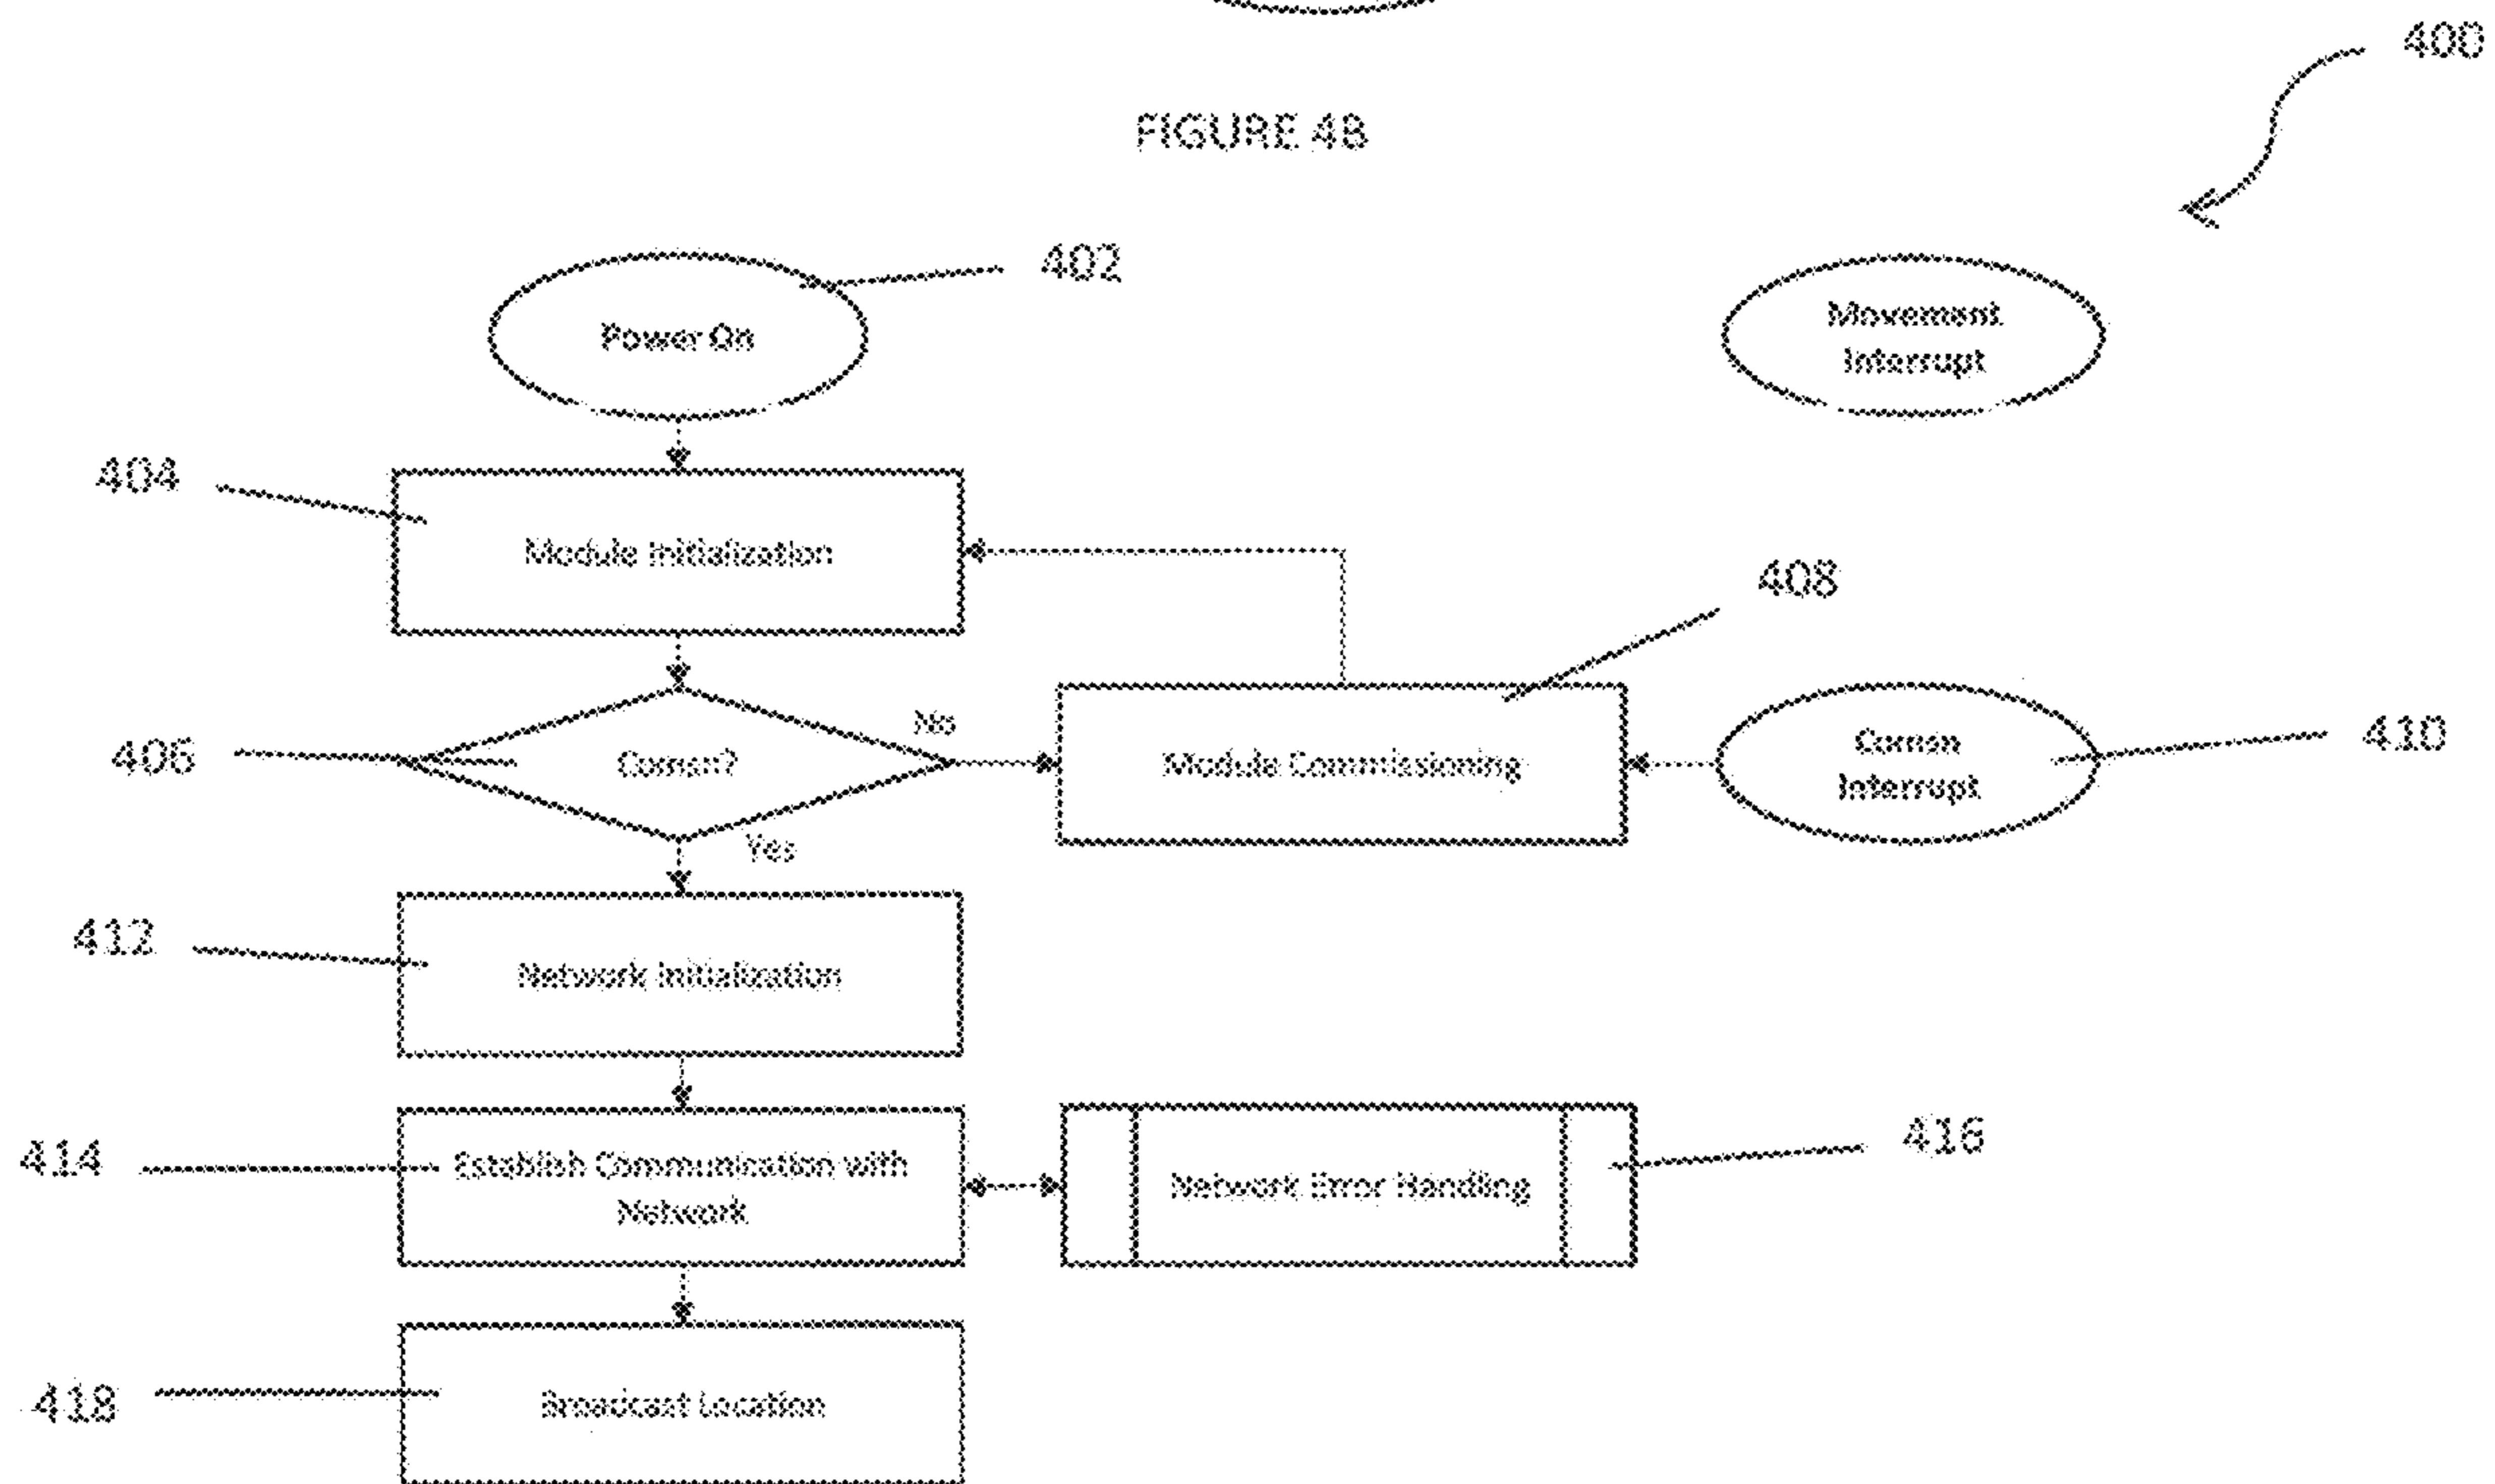 400
FIGURE 4B
402
Power On
Movement
Interrupt
404
Module Initialization
408
No
406
Comm?
Module Commissioning
Comm
Interrupt
410
Yes
412
Network Initialization
414
Establish Communication with
Network
Network Error Handling
416
418
Broadcast Location